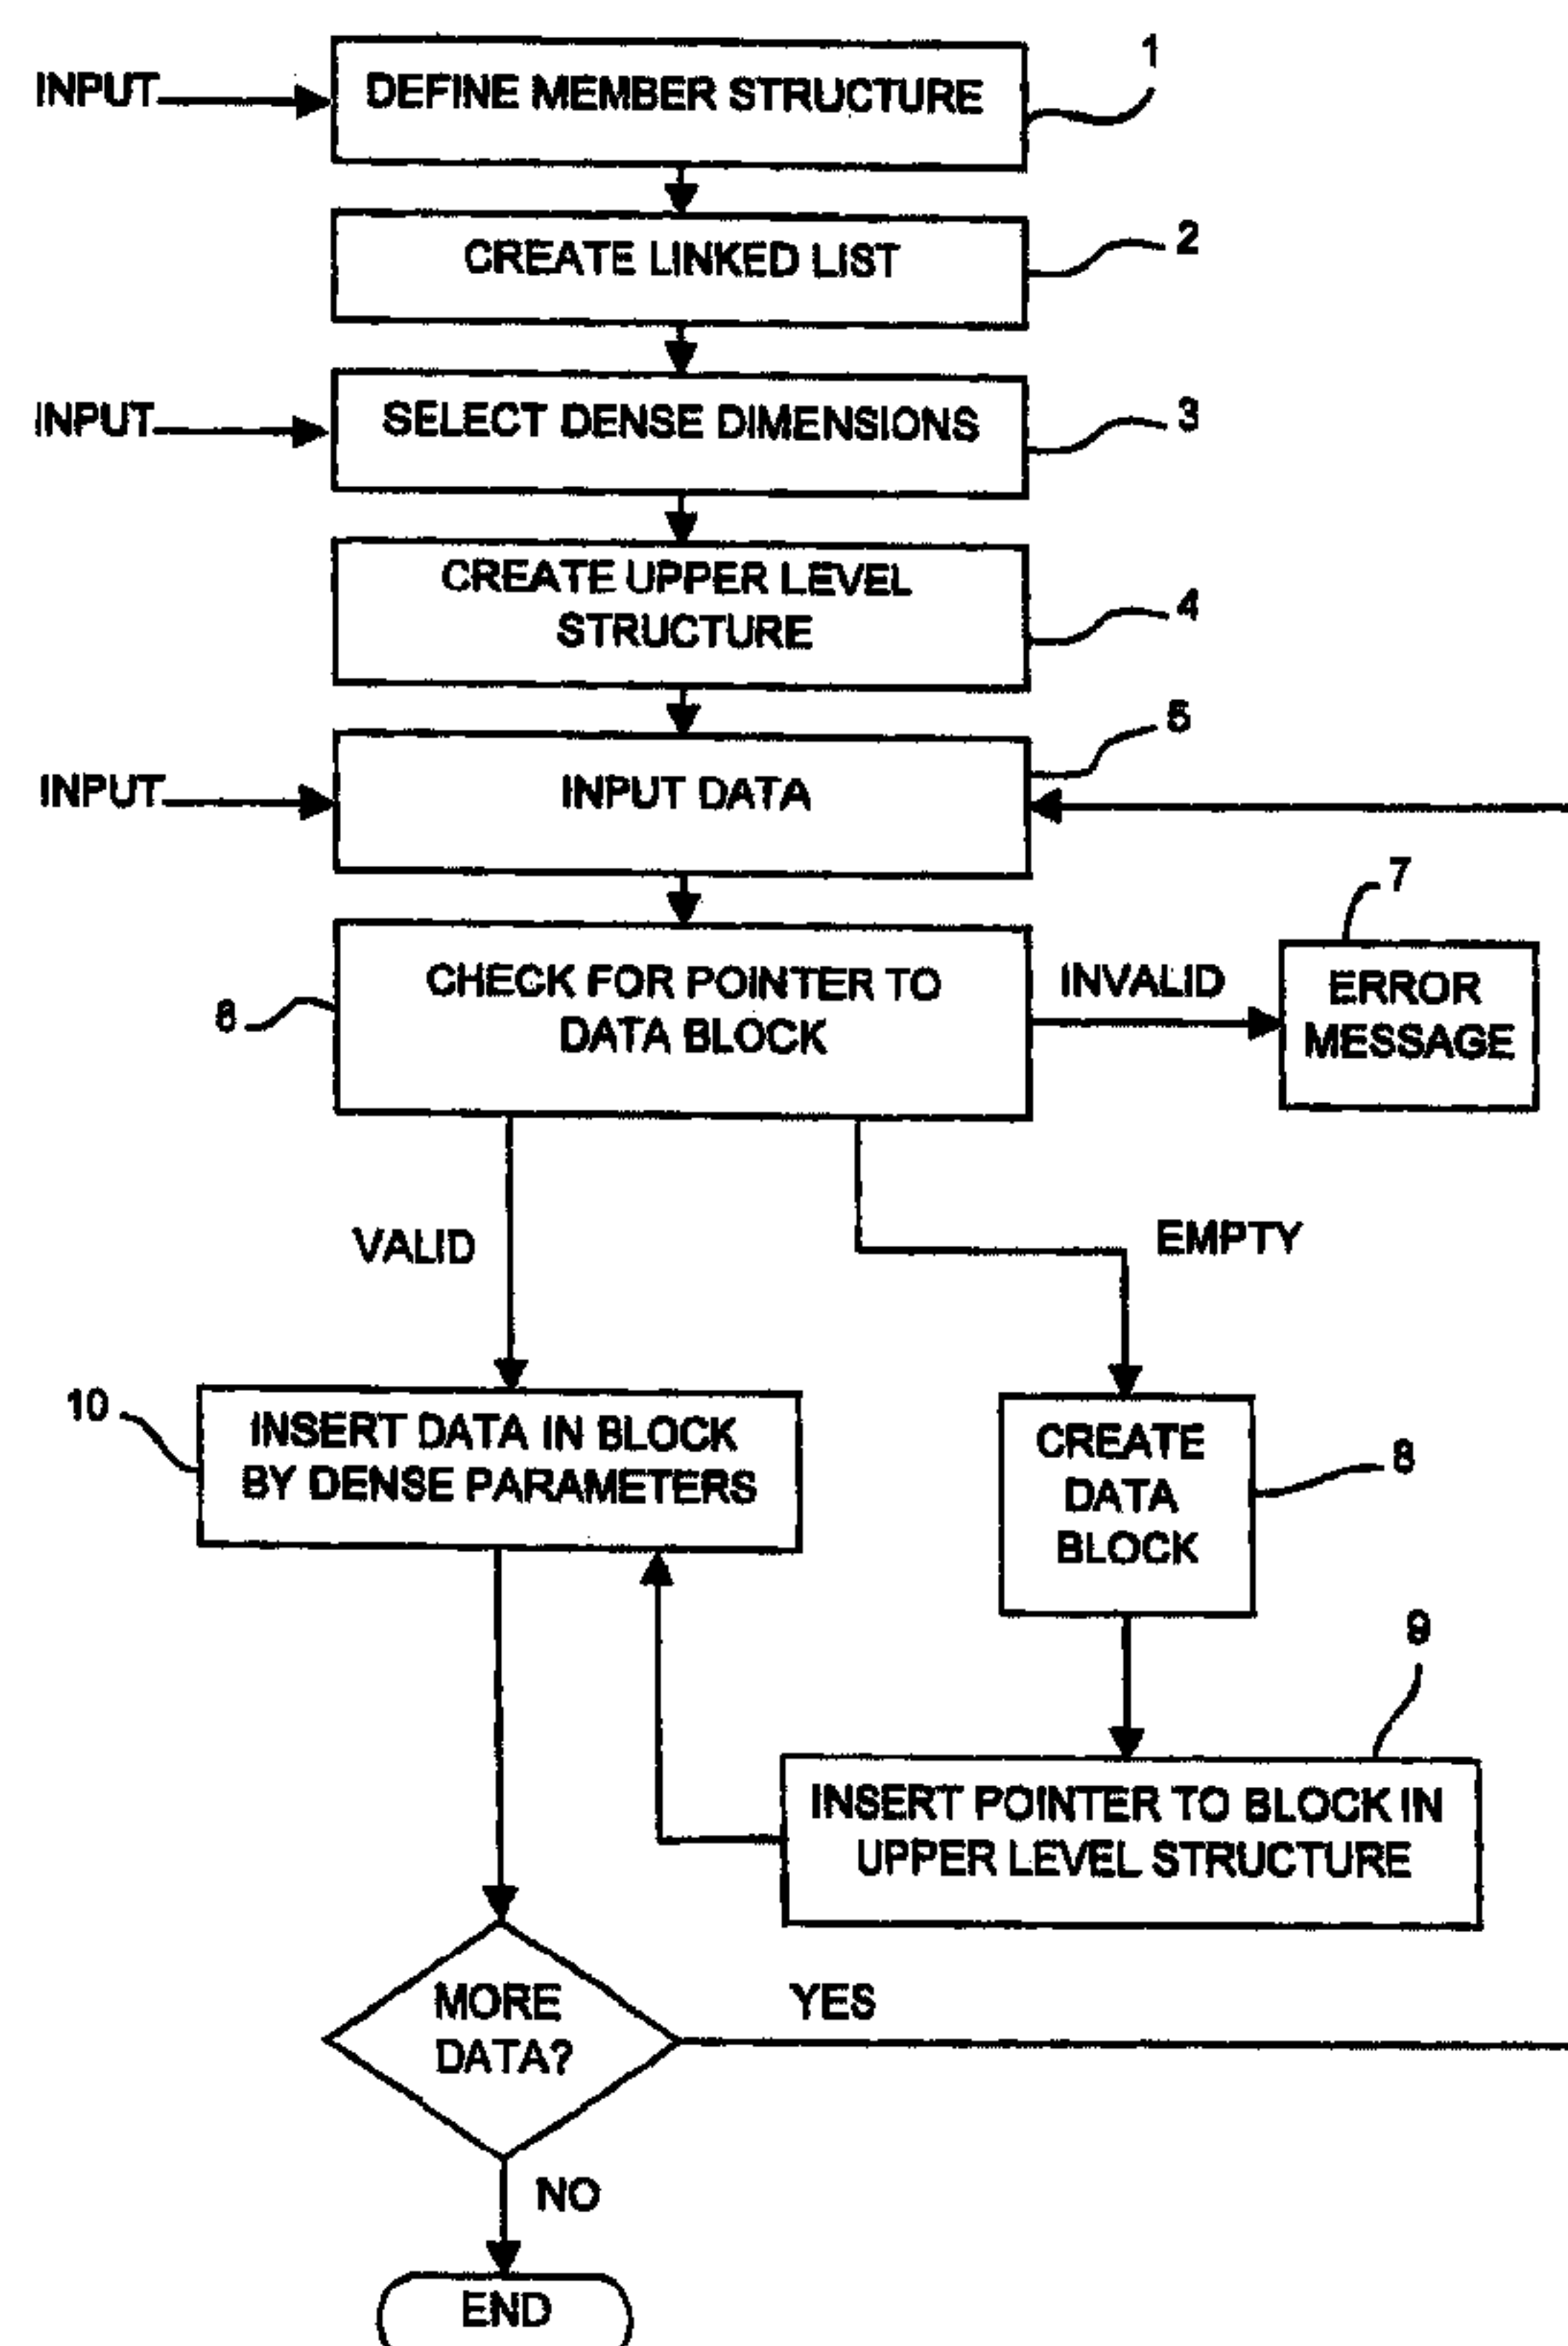 1
INPUT
DEFINE MEMBER STRUCTURE
2
CREATE LINKED LIST
3
INPUT
SELECT DENSE DIMENSIONS
4
CREATE UPPER LEVEL
STRUCTURE
5
INPUT
INPUT DATA
7
6
CHECK FOR POINTER TO
DATA BLOCK
INVALID
ERROR
MESSAGE
VALID
EMPTY
10
INSERT DATA IN BLOCK
BY DENSE PARAMETERS
CREATE
DATA
BLOCK
8
9
INSERT POINTER TO BLOCK IN
UPPER LEVEL STRUCTURE
MORE
DATA?
YES
NO
END